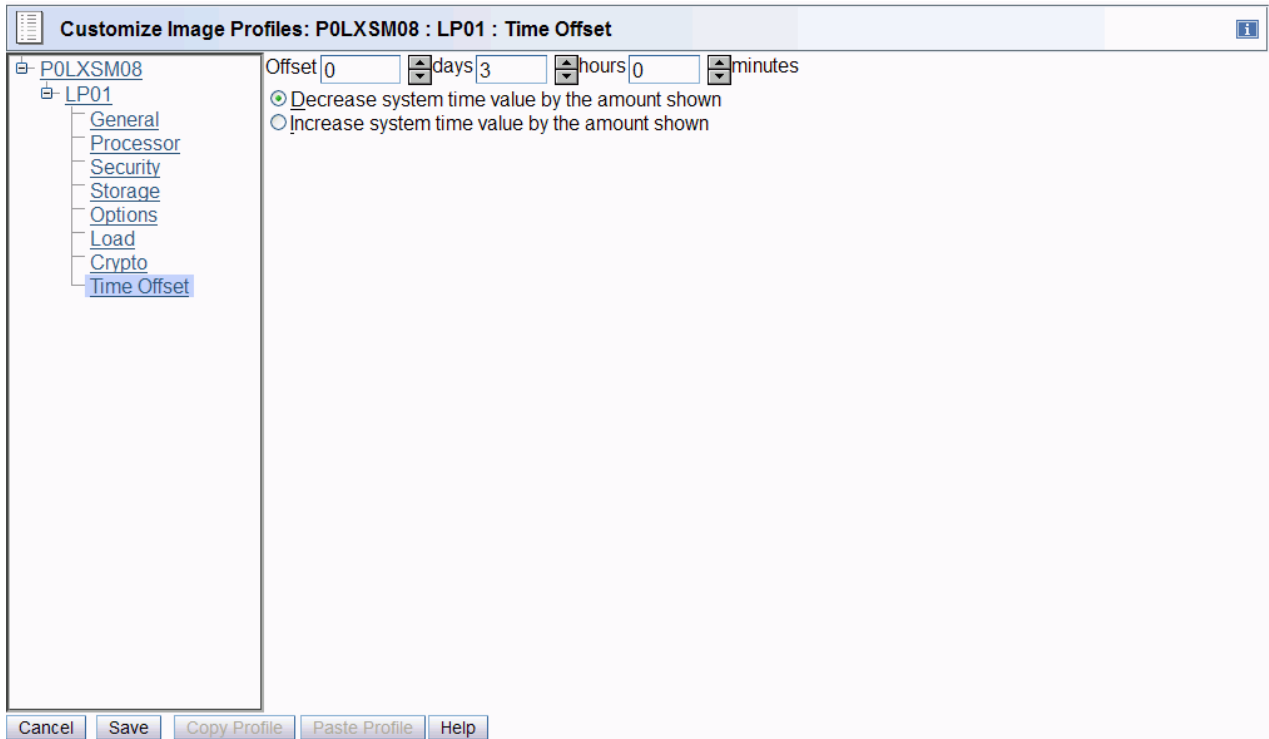 Customize Image Profiles: P0LXSM08 : LP01 : Time Offset
i
P0LXSM08
LP01
General
Processor
Security
Storage
Options
Load
Crypto
Time Offset
Offset 0 days 3 hours 0 minutes
Decrease system time value by the amount shown
Increase system time value by the amount shown
Cancel Save Copy Profile Paste Profile Help